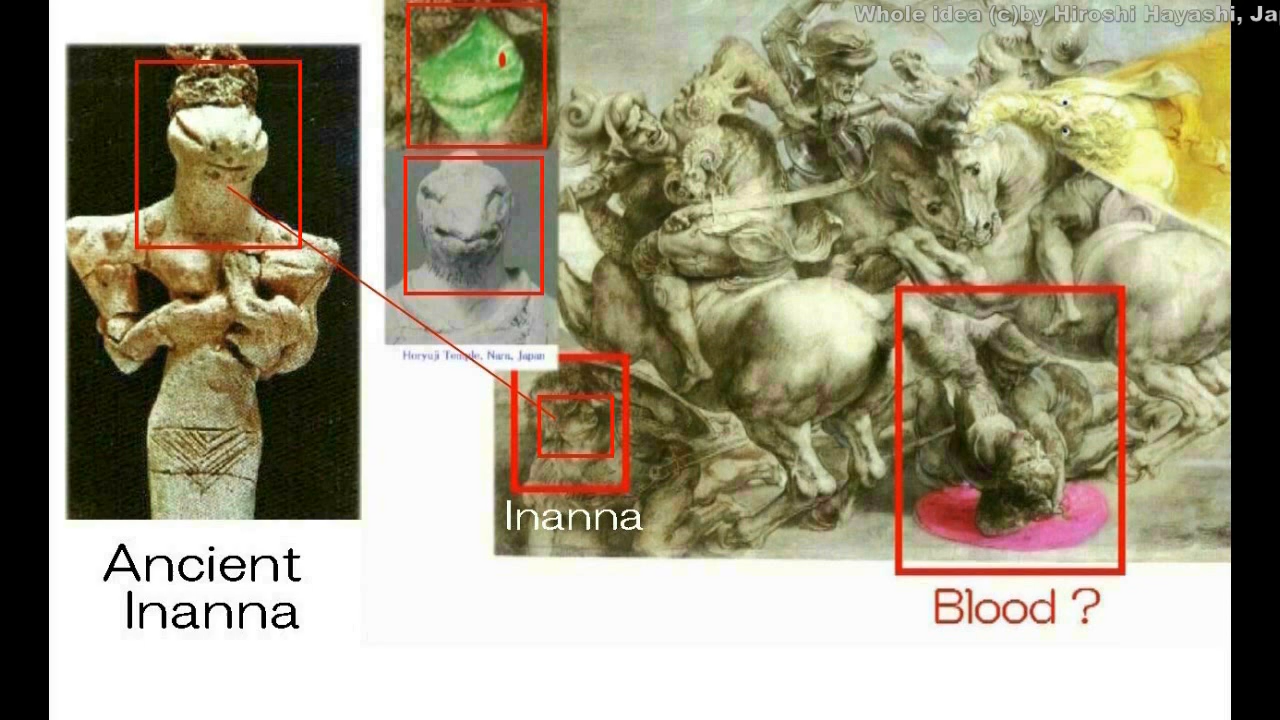 Whole idea (c)by Hiroshi Hayashi, Ja
Horyuji Temple, Nara, Japan
Inanna
Ancient
Inanna
Blood ?